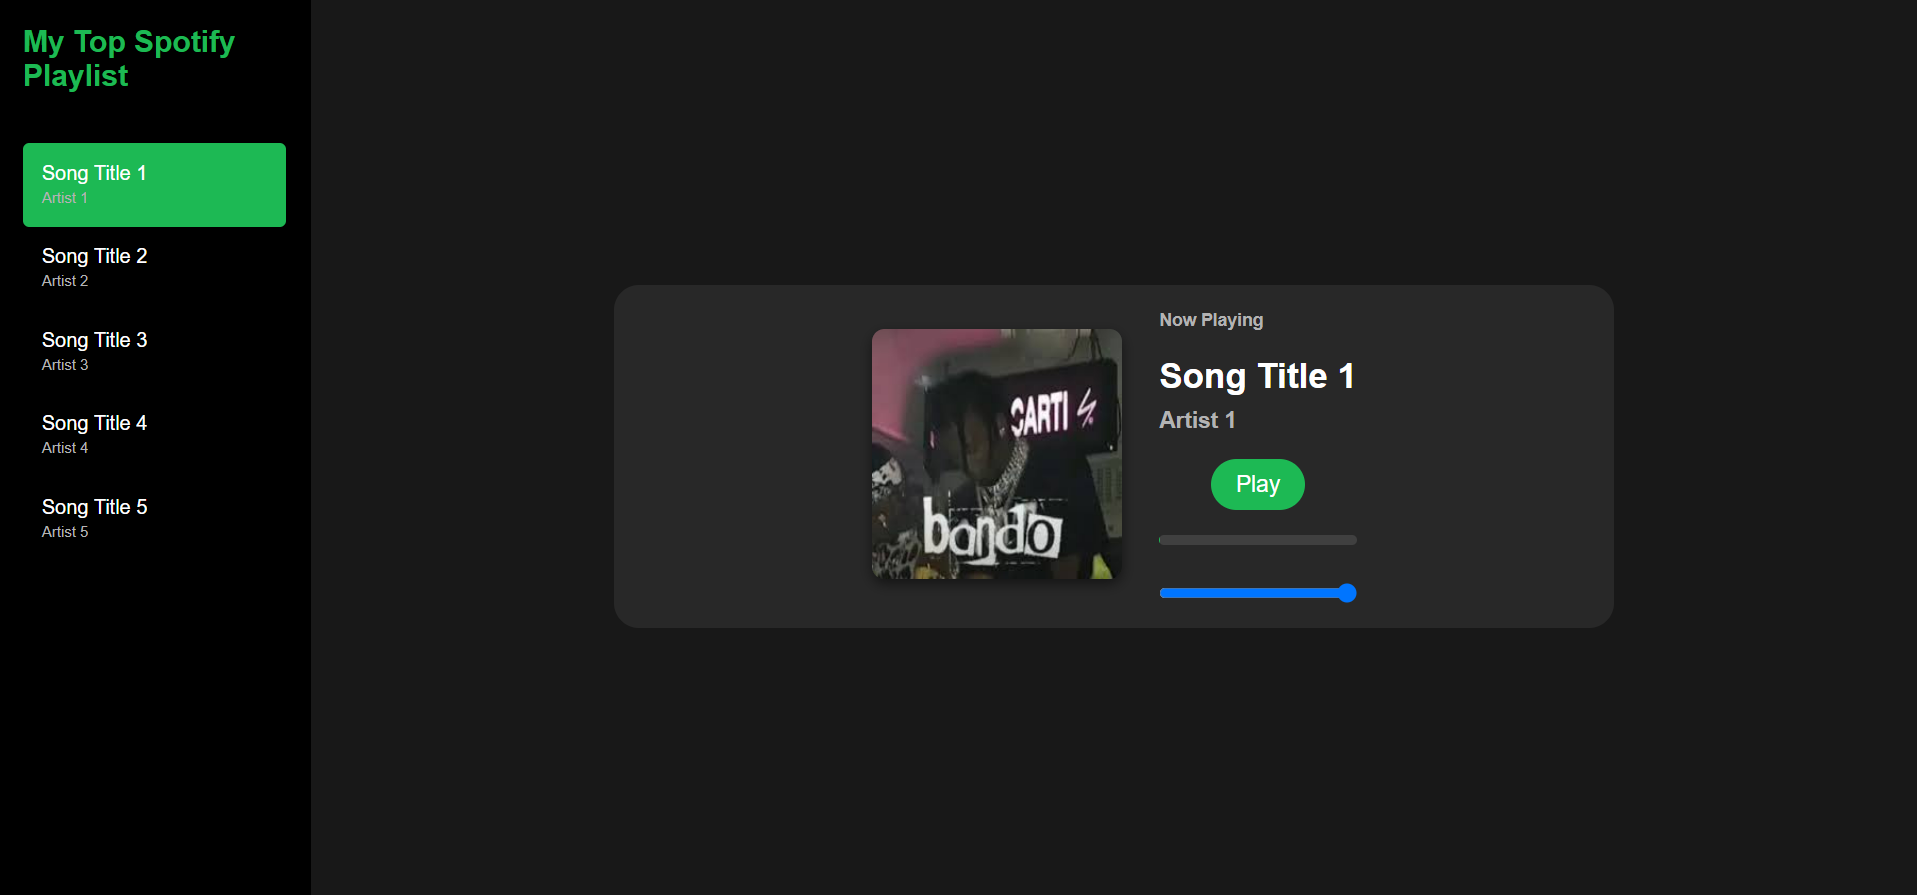 My Top Spotify
Playlist
Song Title 1
Artist 1
Song Title 2
Artist 2
Song Title 3
Artist 3
Song Title 4
Artist 4
Song Title 5
Artist 5
Now Playing
Song Title 1
Artist 1
Play
CARTI
bando